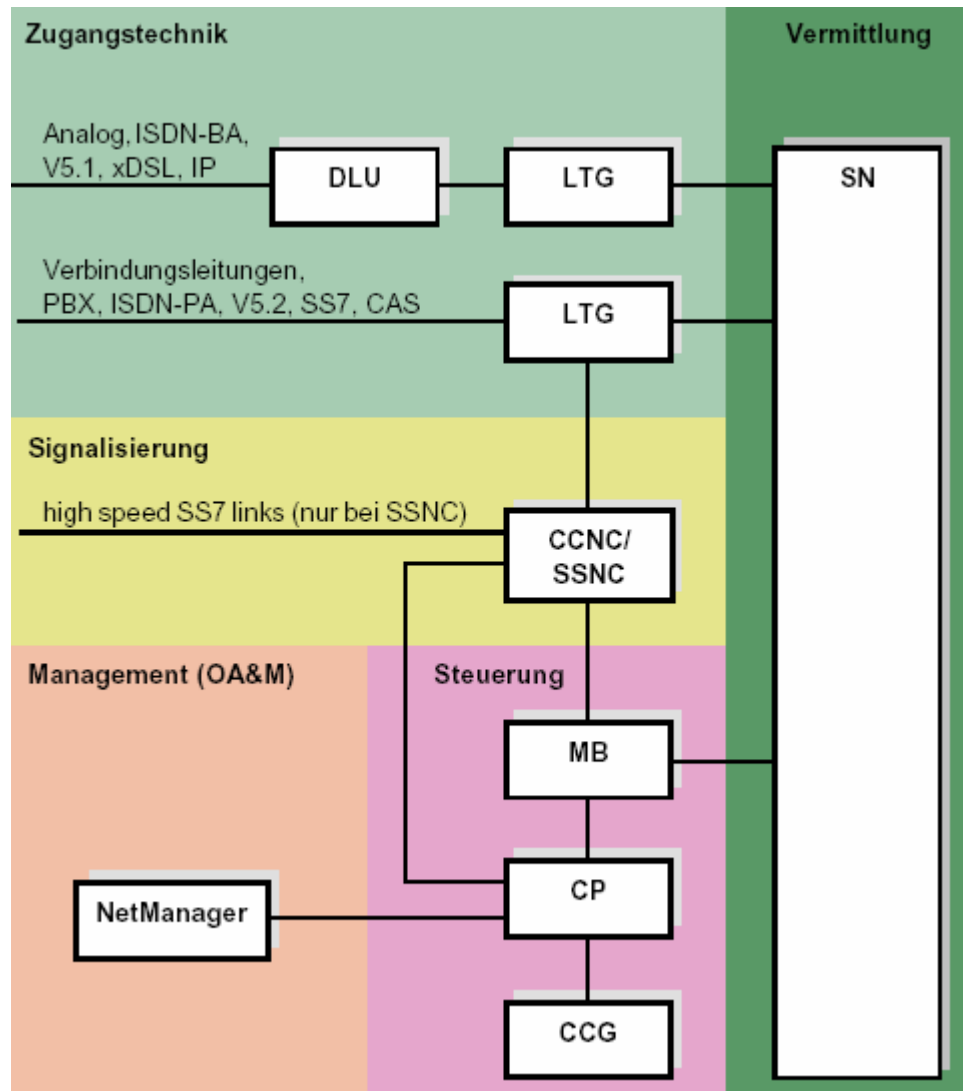 Zugangstechnik
Vermittlung
Analog, ISDN-BA,
V5.1, xDSL, IP
DLU
LTG
SN
Verbindungsleitungen,
PBX, ISDN-PA, V5.2, SS7, CAS
LTG
Signalisierung
high speed SS7 links (nur bei SSNC)
CCNC/
SSNC
Management (OA&M)
Steuerung
MB
CP
NetManager
CCG